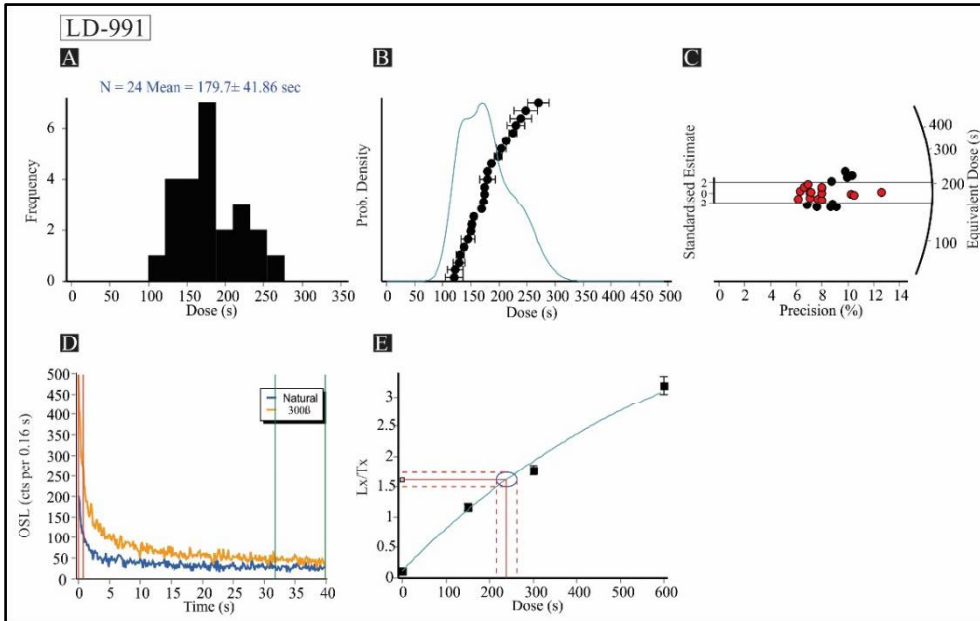 LD-991
A
N = 24 Mean = 179.7± 41.86 sec
Frequency
6
4
2
0
0 50 100 150 200 250 300 350
Dose (s)
B
Prob. Density
0 50 100 150 200 250 300 350 400 450 500
Dose (s)
C
Standardised Estimate
2
0
2
400
300
200
100
Equivalent Dose (s)
0 2 4 6 8 10 12 14
Precision (%)
D
OSL (cts per 0.16 s)
500
450
400
350
300
250
200
150
100
50
0
Natural
300ß
0 5 10 15 20 25 30 35 40
Time (s)
E
Lx/Tx
3
2.5
2
1.5
1
0.5
0
0 100 200 300 400 500 600
Dose (s)